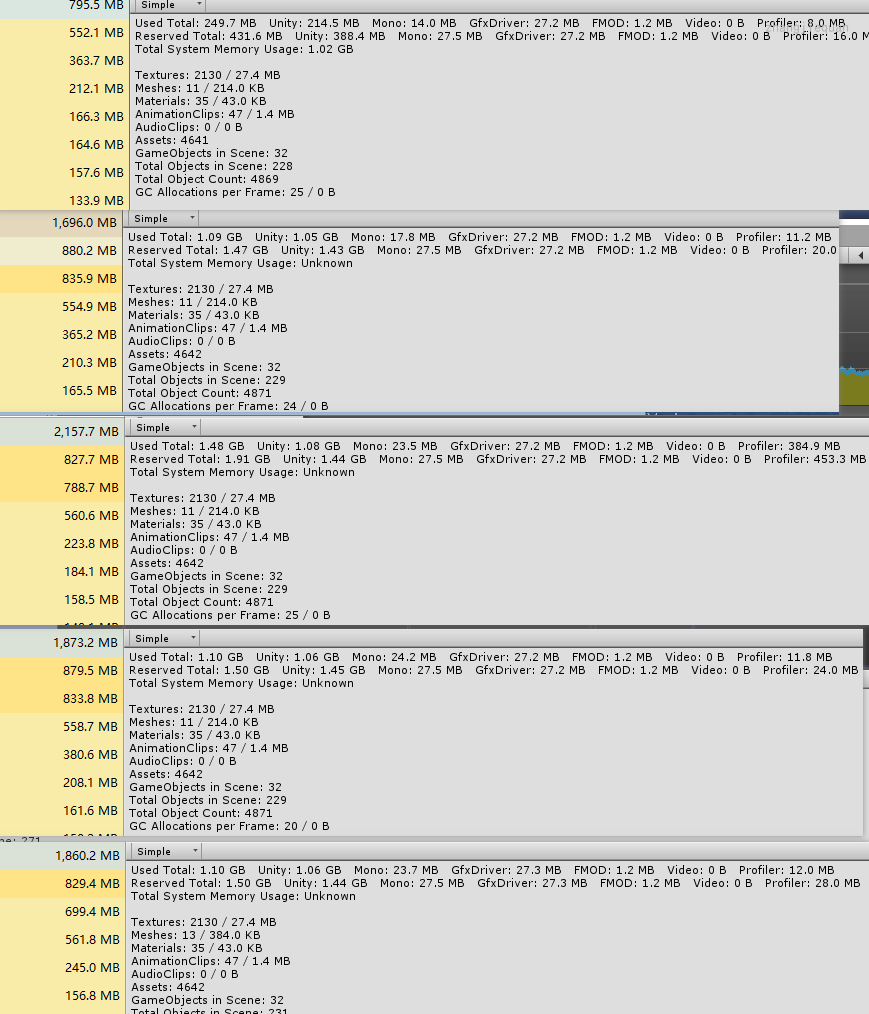 795.5 MB
552.1 MB
363.7 MB
212.1 MB
166.3 MB
164.6 MB
157.6 MB
133.9 MB
Simple
Used Total: 249.7 MB Unity: 214.5 MB Mono: 14.0 MB GfxDriver: 27.2 MB FMOD: 1.2 MB Video: 0 B Profiler: 8.0 MB
Reserved Total: 431.6 MB Unity: 388.4 MB Mono: 27.5 MB GfxDriver: 27.2 MB FMOD: 1.2 MB Video: 0 B Profiler: 16.0 M
Total System Memory Usage: 1.02 GB
Textures: 2130 / 27.4 MB
Meshes: 11 / 214.0 KB
Materials: 35 / 43.0 KB
AnimationClips: 47 / 1.4 MB
AudioClips: 0 / 0 B
Assets: 4641
GameObjects in Scene: 32
Total Objects in Scene: 228
Total Object Count: 4869
GC Allocations per Frame: 25 / 0 B
1,696.0 MB
880.2 MB
835.9 MB
554.9 MB
365.2 MB
210.3 MB
165.5 MB
Simple
Used Total: 1.09 GB Unity: 1.05 GB Mono: 17.8 MB GfxDriver: 27.2 MB FMOD: 1.2 MB Video: 0 B Profiler: 11.2 MB
Reserved Total: 1.47 GB Unity: 1.43 GB Mono: 27.5 MB GfxDriver: 27.2 MB FMOD: 1.2 MB Video: 0 B Profiler: 20.0
Total System Memory Usage: Unknown
Textures: 2130 / 27.4 MB
Meshes: 11 / 214.0 KB
Materials: 35 / 43.0 KB
AnimationClips: 47 / 1.4 MB
AudioClips: 0 / 0 B
Assets: 4642
GameObjects in Scene: 32
Total Objects in Scene: 229
Total Object Count: 4871
GC Allocations per Frame: 24 / 0 B
2,157.7 MB
827.7 MB
788.7 MB
560.6 MB
223.8 MB
184.1 MB
158.5 MB
Simple
Used Total: 1.48 GB Unity: 1.08 GB Mono: 23.5 MB GfxDriver: 27.2 MB FMOD: 1.2 MB Video: 0 B Profiler: 384.9 MB
Reserved Total: 1.91 GB Unity: 1.44 GB Mono: 27.5 MB GfxDriver: 27.2 MB FMOD: 1.2 MB Video: 0 B Profiler: 453.3 MB
Total System Memory Usage: Unknown
Textures: 2130 / 27.4 MB
Meshes: 11 / 214.0 KB
Materials: 35 / 43.0 KB
AnimationClips: 47 / 1.4 MB
AudioClips: 0 / 0 B
Assets: 4642
GameObjects in Scene: 32
Total Objects in Scene: 229
Total Object Count: 4871
GC Allocations per Frame: 25 / 0 B
1,873.2 MB
879.5 MB
833.8 MB
558.7 MB
380.6 MB
208.1 MB
161.6 MB
Simple
Used Total: 1.10 GB Unity: 1.06 GB Mono: 24.2 MB GfxDriver: 27.2 MB FMOD: 1.2 MB Video: 0 B Profiler: 11.8 MB
Reserved Total: 1.50 GB Unity: 1.45 GB Mono: 27.5 MB GfxDriver: 27.2 MB FMOD: 1.2 MB Video: 0 B Profiler: 24.0 MB
Total System Memory Usage: Unknown
Textures: 2130 / 27.4 MB
Meshes: 11 / 214.0 KB
Materials: 35 / 43.0 KB
AnimationClips: 47 / 1.4 MB
AudioClips: 0 / 0 B
Assets: 4642
GameObjects in Scene: 32
Total Objects in Scene: 229
Total Object Count: 4871
GC Allocations per Frame: 20 / 0 B
1,860.2 MB
829.4 MB
699.4 MB
561.8 MB
245.0 MB
156.8 MB
Simple
Used Total: 1.10 GB Unity: 1.06 GB Mono: 23.7 MB GfxDriver: 27.3 MB FMOD: 1.2 MB Video: 0 B Profiler: 12.0 MB
Reserved Total: 1.50 GB Unity: 1.44 GB Mono: 27.5 MB GfxDriver: 27.3 MB FMOD: 1.2 MB Video: 0 B Profiler: 28.0 MB
Total System Memory Usage: Unknown
Textures: 2130 / 27.4 MB
Meshes: 13 / 384.0 KB
Materials: 35 / 43.0 KB
AnimationClips: 47 / 1.4 MB
AudioClips: 0 / 0 B
Assets: 4642
GameObjects in Scene: 32
Total Objects in Scene: 231